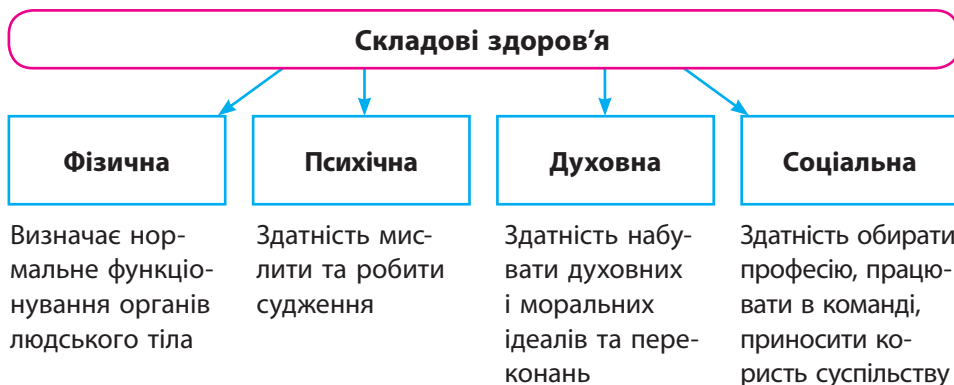 Складові здоров’я
Фізична
Психічна
Духовна
Соціальна
Визначає нор-
мальне функціо-
нування органів
людського тіла
Здатність мис-
лити та робити
судження
Здатність набу-
вати духовних
і моральних
ідеалів та пере-
конань
Здатність обирати
професію, працю-
вати в команді,
приносити ко-
ристь суспільству